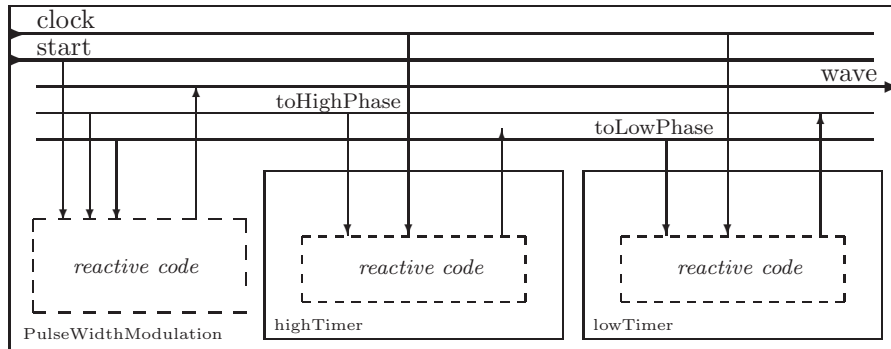 clock
start
wave
toHighPhase
toLowPhase
reactive code
reactive code
reactive code
PulseWidthModulation
highTimer
lowTimer